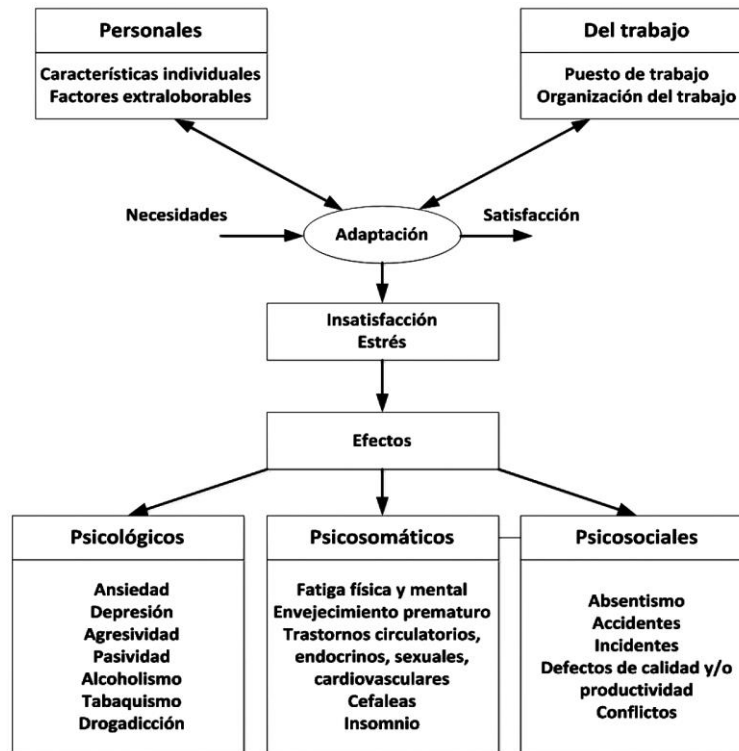 Personales
Características individuales
Factores extraloborables
Del trabajo
Puesto de trabajo
Organización del trabajo
Necesidades
Adaptación
Satisfacción
Insatisfacción
Estrés
Efectos
Psicológicos
Ansiedad
Depresión
Agresividad
Pasividad
Alcoholismo
Tabaquismo
Drogadicción
Psicosomáticos
Fatiga física y mental
Envejecimiento prematuro
Trastornos circulatorios,
endocrinos, sexuales,
cardiovasculares
Cefaleas
Insomnio
Psicosociales
Absentismo
Accidentes
Incidentes
Defectos de calidad y/o
productividad
Conflictos